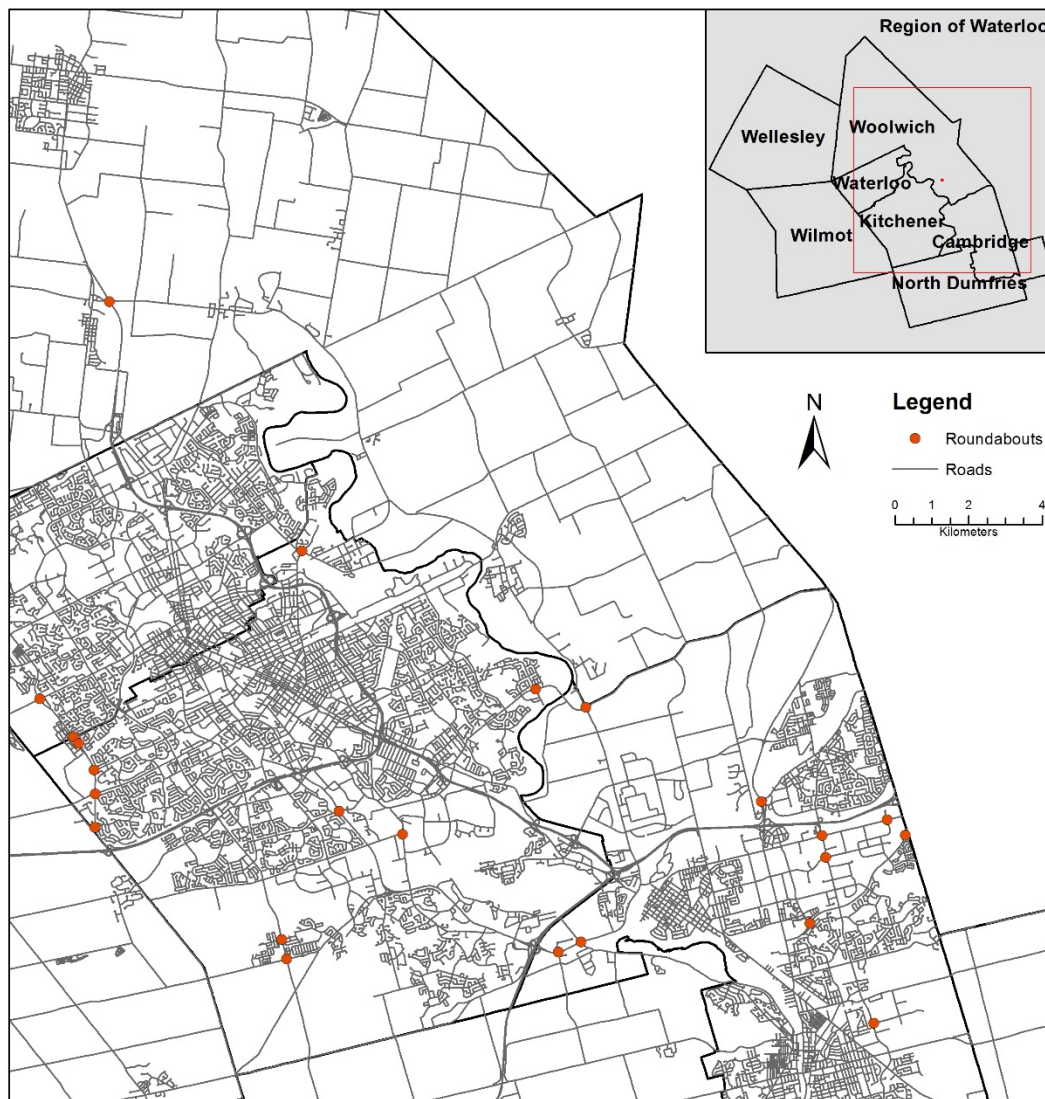 Region of Waterloo
Woolwich
Wellesley
Waterloo
Kitchener
Wilmot
Cambridge
North Dumfries
N
Legend
Roundabouts
Roads
0 1 2 4
Kilometers